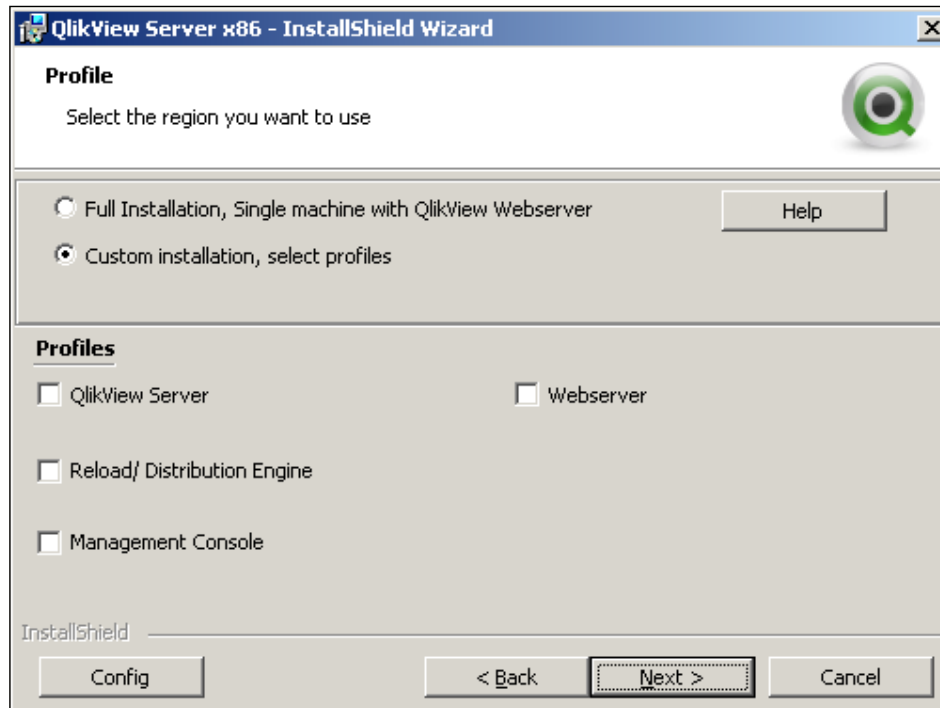 QlikView Server x86 - InstallShield Wizard
Profile
Select the region you want to use
Full Installation, Single machine with QlikView Webserver
Help
Custom installation, select profiles
Profiles
QlikView Server
Webserver
Reload/ Distribution Engine
Management Console
InstallShield
Config
< Back
Next >
Cancel